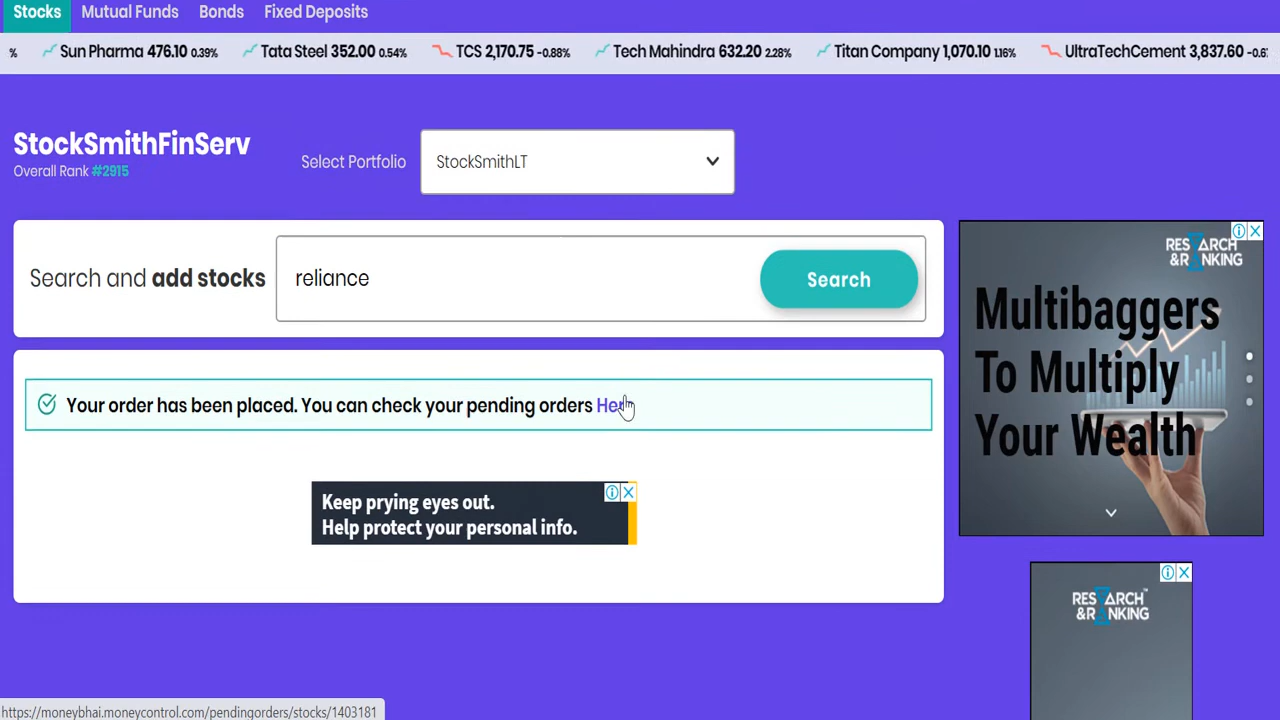 Stocks Mutual Funds Bonds Fixed Deposits
% Sun Pharma 476.10 0.39% Tata Steel 352.00 0.54% TCS 2,170.75 -0.88% Tech Mahindra 632.20 2.28% Titan Company 1,070.10 1.16% UltraTechCement 3,837.60
StockSmithFinServ
Overall Rank #2915
Select Portfolio StockSmithLT
Search and add stocks reliance Search
Your order has been placed. You can check your pending orders
Keep prying eyes out.
Help protect your personal info.
RESEARCH
& RANKING
Multibaggers
To Multiply
Your Wealth
RESEARCH™
& RANKING
https://moneybhai.moneycontrol.com/pendingorders/stocks/1403181